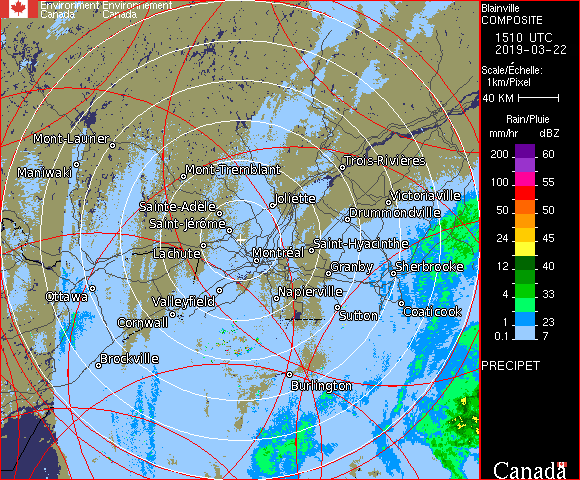 Environment Environnement
Canada Canada
Blainville
COMPOSITE
1510 UTC
2019-03-22
Scale/Échelle:
1km/Pixel
40 KM
Rain/Pluie
mm/hr dBZ
200 60
100 55
50 50
24 45
12 40
4 33
1 23
0.1 7
PRECIPET
Canada
Mont-Laurier
Maniwaki
Mont-Tremblant
Trois-Rivières
Sainte-Adèle
Joliette
Victoriaville
Saint-Jérôme
Drummondville
Lachute
Montréal
Saint-Hyacinthe
Granby
Sherbrooke
Ottawa
Valleyfield
Napierville
Cornwall
Sutton
Coaticook
Brockville
Burlington